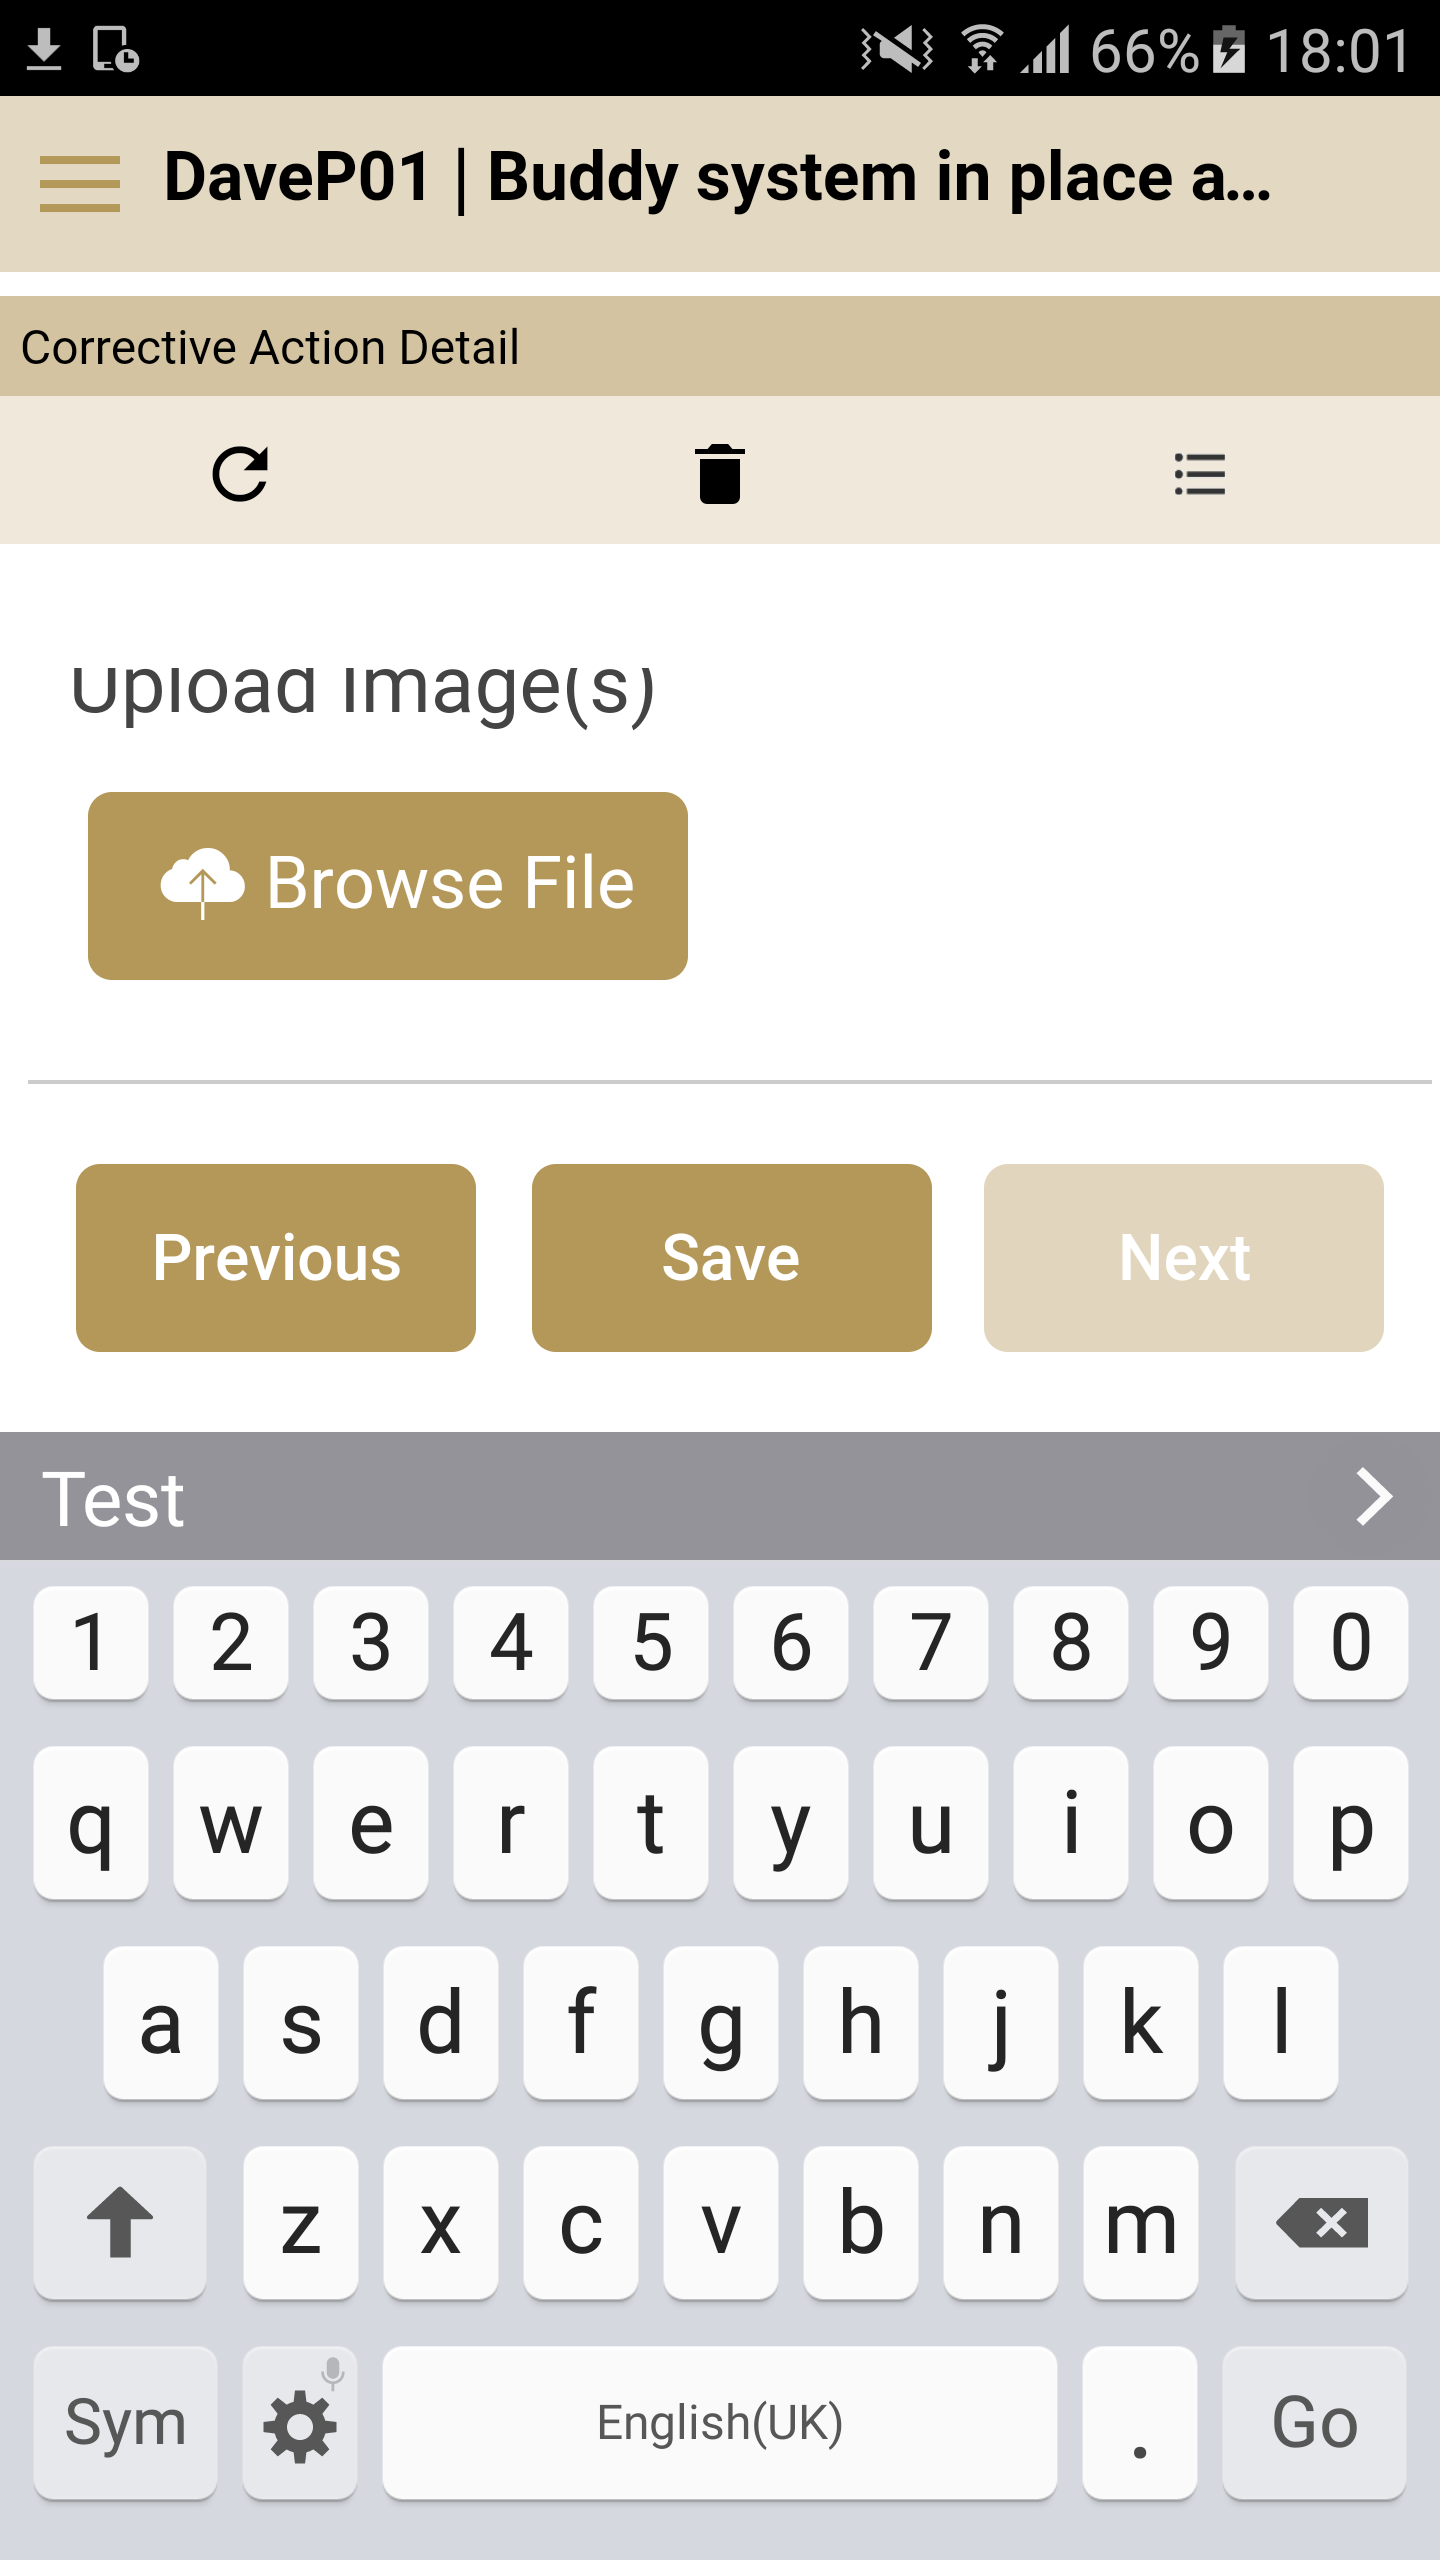 66% 18:01
DaveP01 | Buddy system in place a...
Corrective Action Detail
Upload Image(s)
Browse File
Previous Save Next
Test
1 2 3 4 5 6 7 8 9 0
q w e r t y u i o p
a s d f g h j k l
z x c v b n m
Sym English(UK) . Go